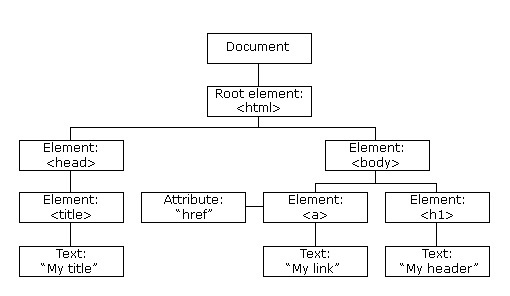 Document
Root element:
<html>
Element:
<head>
Element:
<body>
Element:
<title>
Attribute:
“href”
Element:
<a>
Element:
<h1>
Text:
“My title”
Text:
“My link”
Text:
“My header”